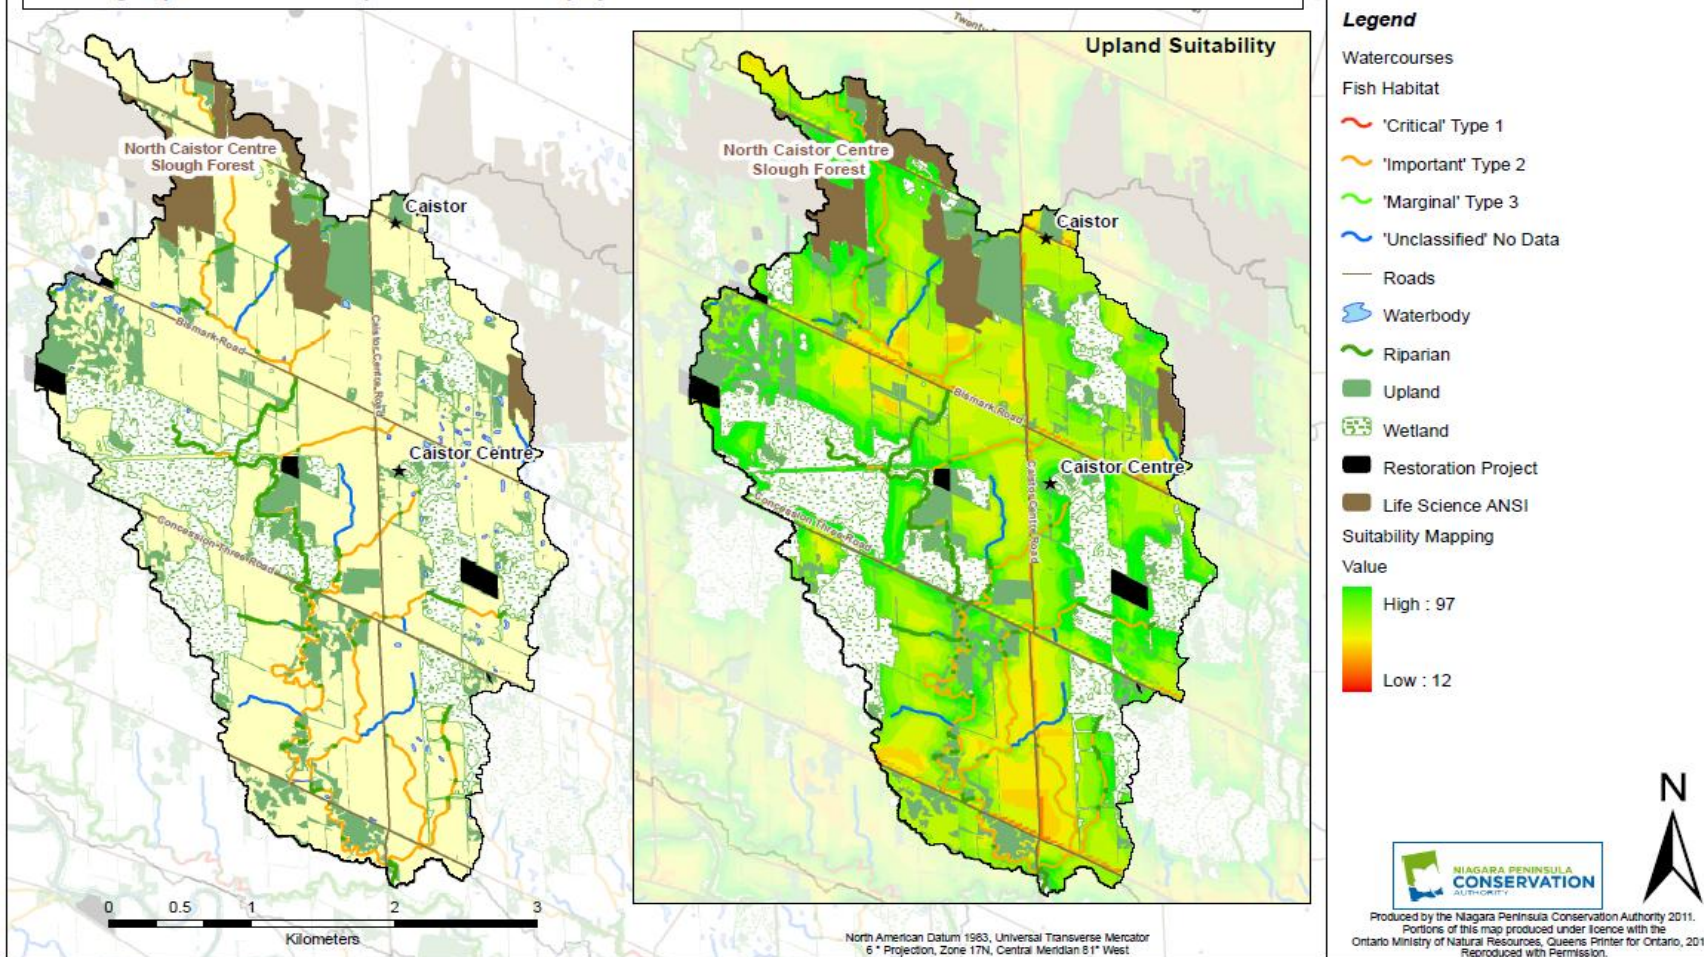 Upland Suitability
North Caistor Centre
Slough Forest
Caistor
Bismark Road
Caistor Centre Road
Caistor Centre
Concession Three Road
0 0.5 1 2 3
Kilometers
North Caistor Centre
Slough Forest
Caistor
Bismark Road
Caistor Centre Road
Caistor Centre
Concession Three Road
North American Datum 1983, Universal Transverse Mercator
6 ° Projection, Zone 17N, Central Meridian 81° West
Legend
Watercourses
Fish Habitat
'Critical' Type 1
'Important' Type 2
'Marginal' Type 3
'Unclassified' No Data
Roads
Waterbody
Riparian
Upland
Wetland
Restoration Project
Life Science ANSI
Suitability Mapping
Value
High : 97
Low : 12
N
NIAGARA PENINSULA
CONSERVATION
AUTHORITY
Produced by the Niagara Peninsula Conservation Authority 2011.
Portions of this map produced under licence with the
Ontario Ministry of Natural Resources, Queens Printer for Ontario, 201
Reproduced with Permission.